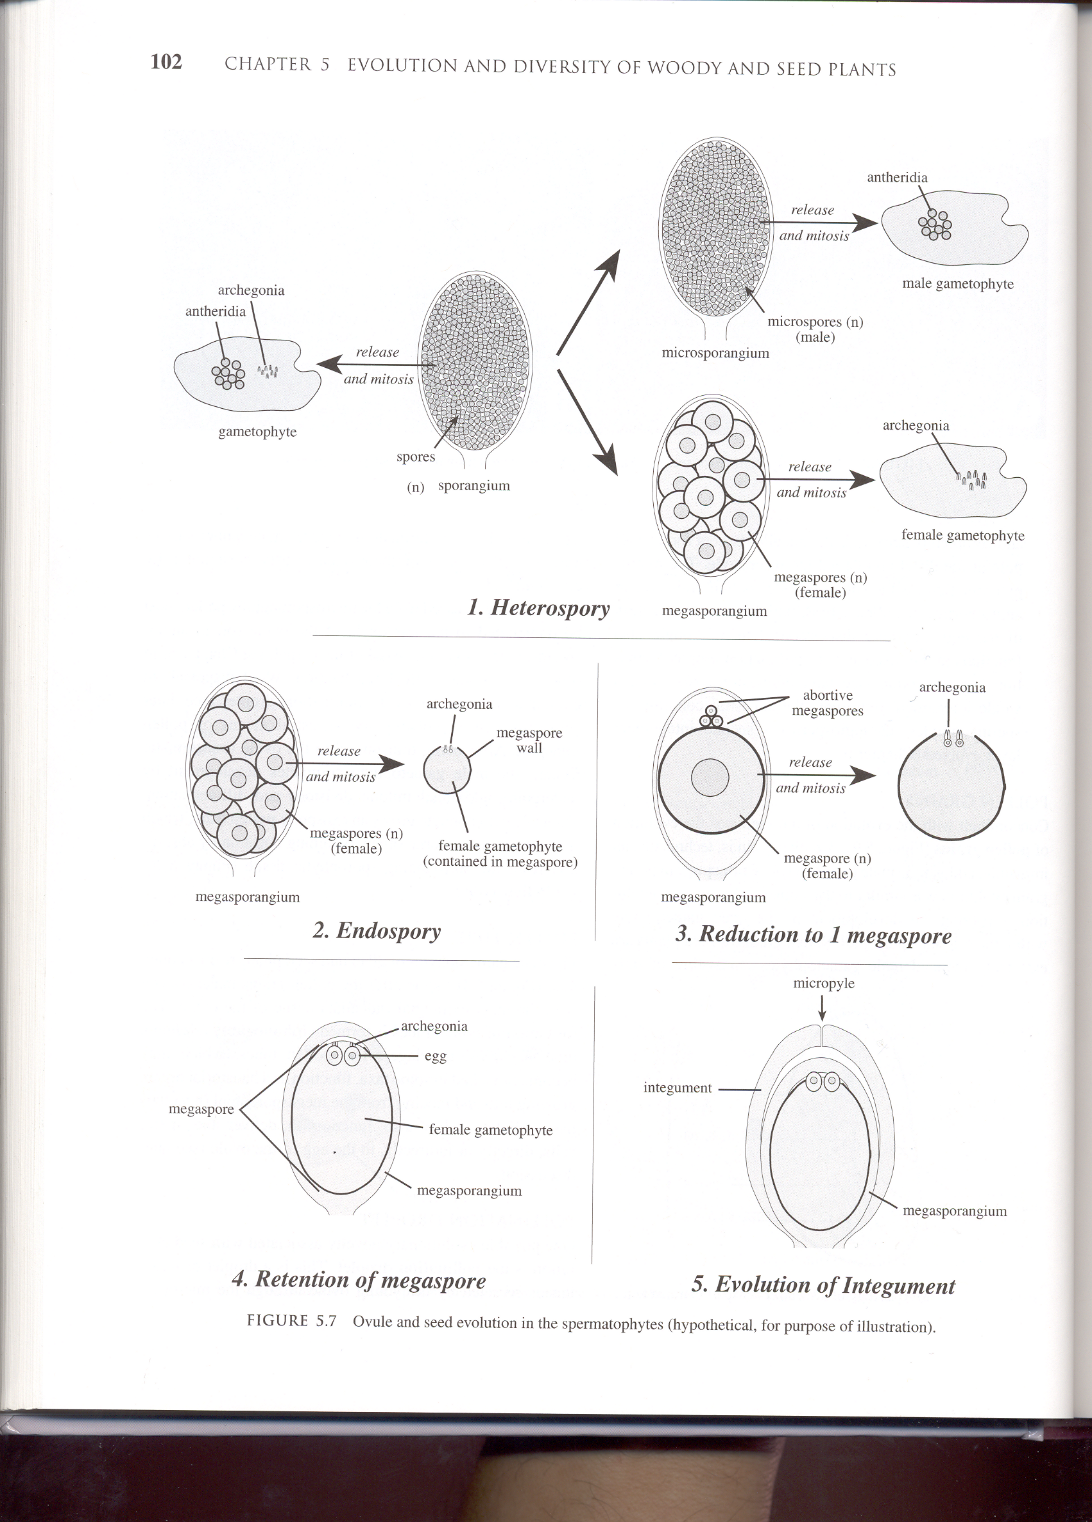 102 CHAPTER 5 EVOLUTION AND DIVERSITY OF WOODY AND SEED PLANTS
archegonia
antheridia
release
and mitosis
gametophyte
spores
(n) sporangium
antheridia
release
and mitosis
male gametophyte
microspores (n)
(male)
microsporangium
archegonia
release
and mitosis
female gametophyte
megaspores (n)
(female)
megasporangium
1. Heterospory
archegonia
megaspore
wall
release
and mitosis
megaspores (n)
(female)
female gametophyte
(contained in megaspore)
megasporangium
2. Endospory
abortive
megaspores
archegonia
release
and mitosis
megaspore (n)
(female)
megasporangium
3. Reduction to 1 megaspore
archegonia
egg
megaspore
female gametophyte
megasporangium
4. Retention of megaspore
micropyle
integument
megasporangium
5. Evolution of Integument
FIGURE 5.7 Ovule and seed evolution in the spermatophytes (hypothetical, for purpose of illustration).